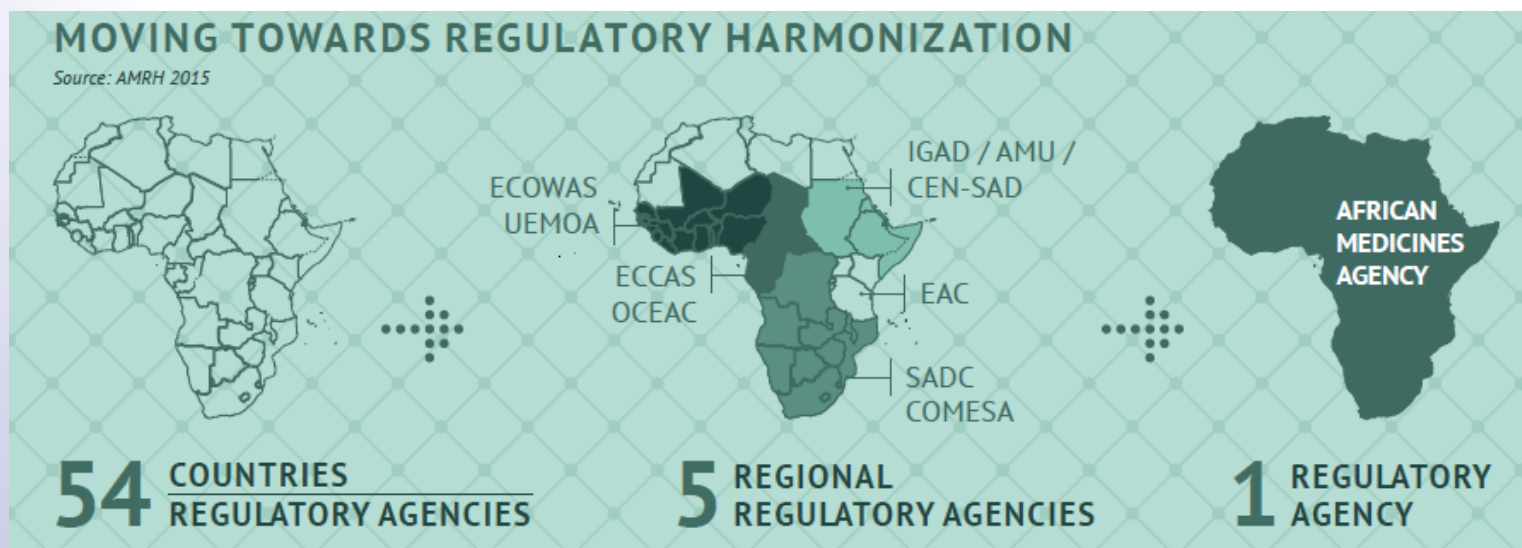 MOVING TOWARDS REGULATORY HARMONIZATION
Source: AMRH 2015
ECOWAS
UEMOA
ECCAS
OCEAC
IGAD / AMU /
CEN-SAD
EAC
SADC
COMESA
AFRICAN
MEDICINES
AGENCY
54 COUNTRIES
REGULATORY AGENCIES
5 REGIONAL
REGULATORY AGENCIES
1 REGULATORY
AGENCY